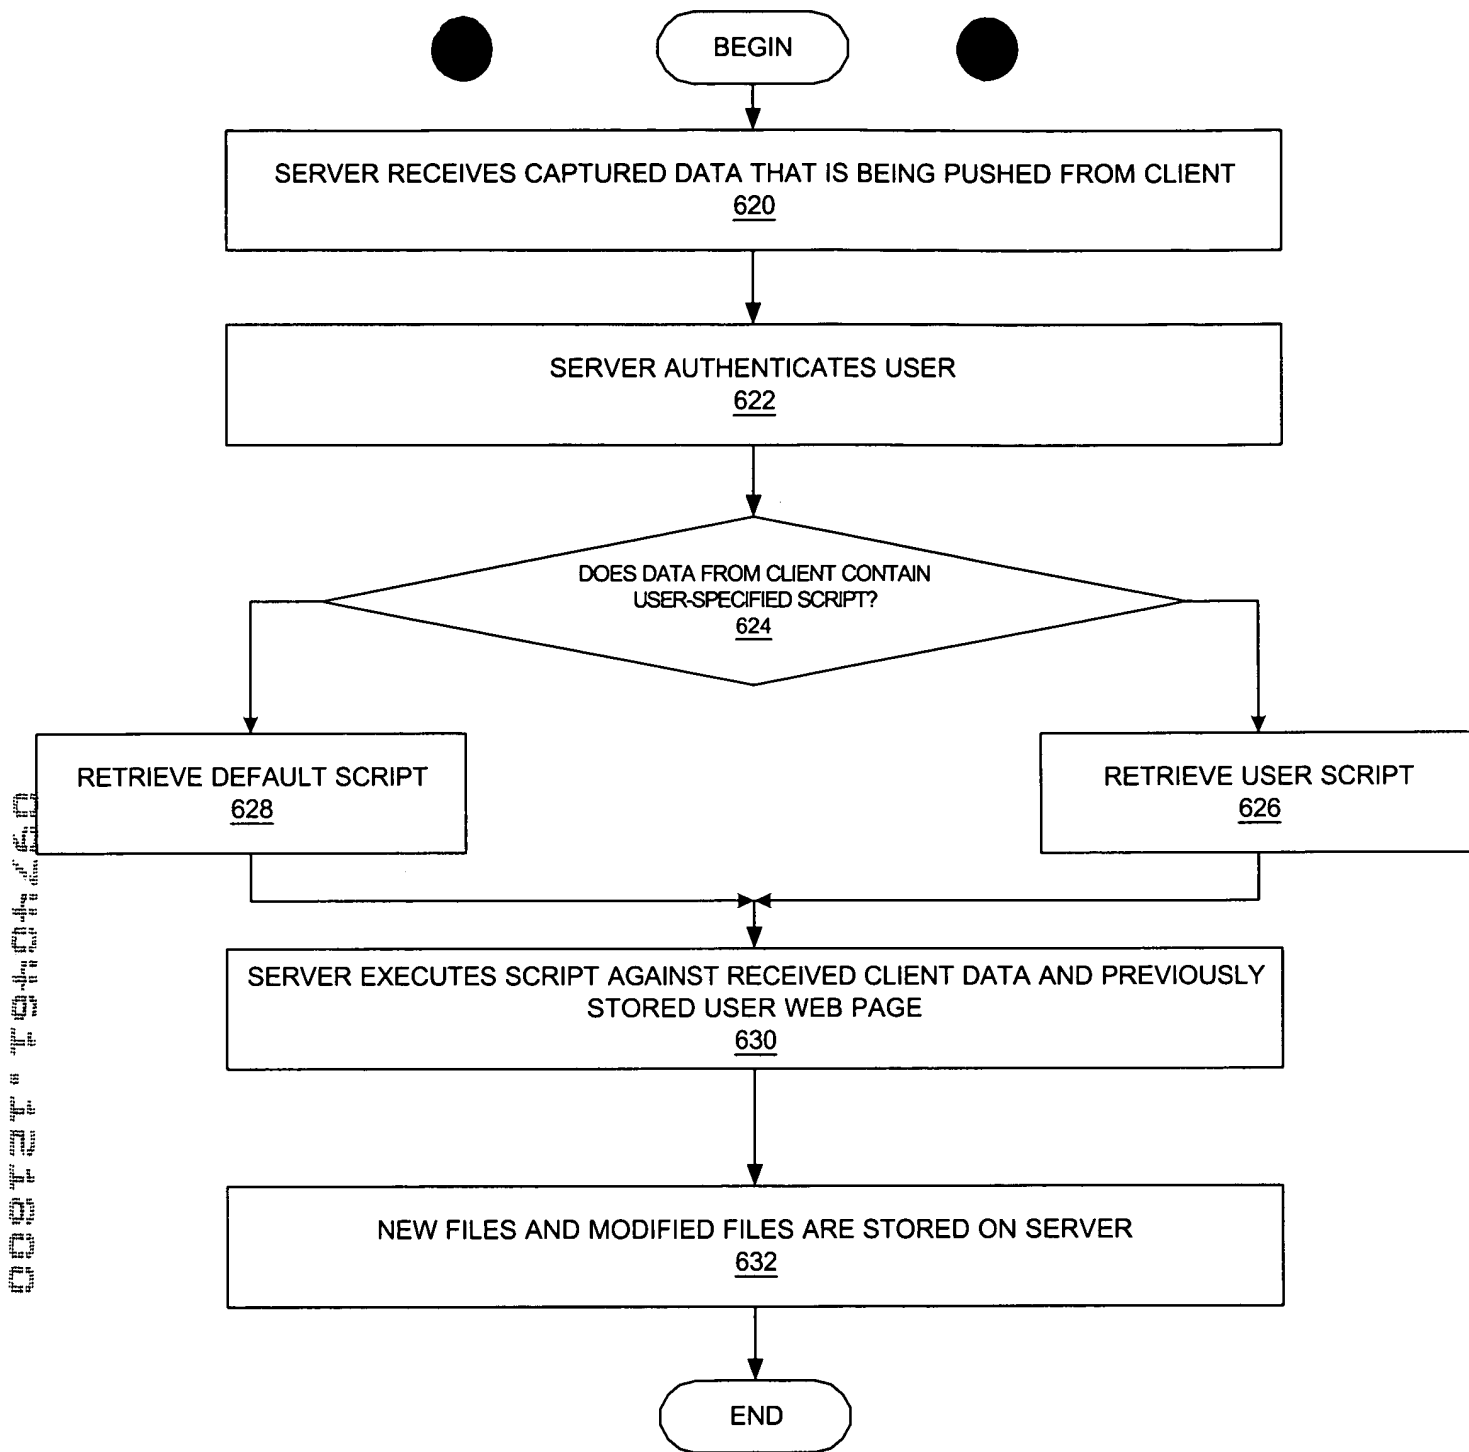 BEGIN
SERVER RECEIVES CAPTURED DATA THAT IS BEING PUSHED FROM CLIENT
620
SERVER AUTHENTICATES USER
622
DOES DATA FROM CLIENT CONTAIN
USER-SPECIFIED SCRIPT?
624
RETRIEVE DEFAULT SCRIPT
628
RETRIEVE USER SCRIPT
626
SERVER EXECUTES SCRIPT AGAINST RECEIVED CLIENT DATA AND PREVIOUSLY
STORED USER WEB PAGE
630
NEW FILES AND MODIFIED FILES ARE STORED ON SERVER
632
END
09740461.121800